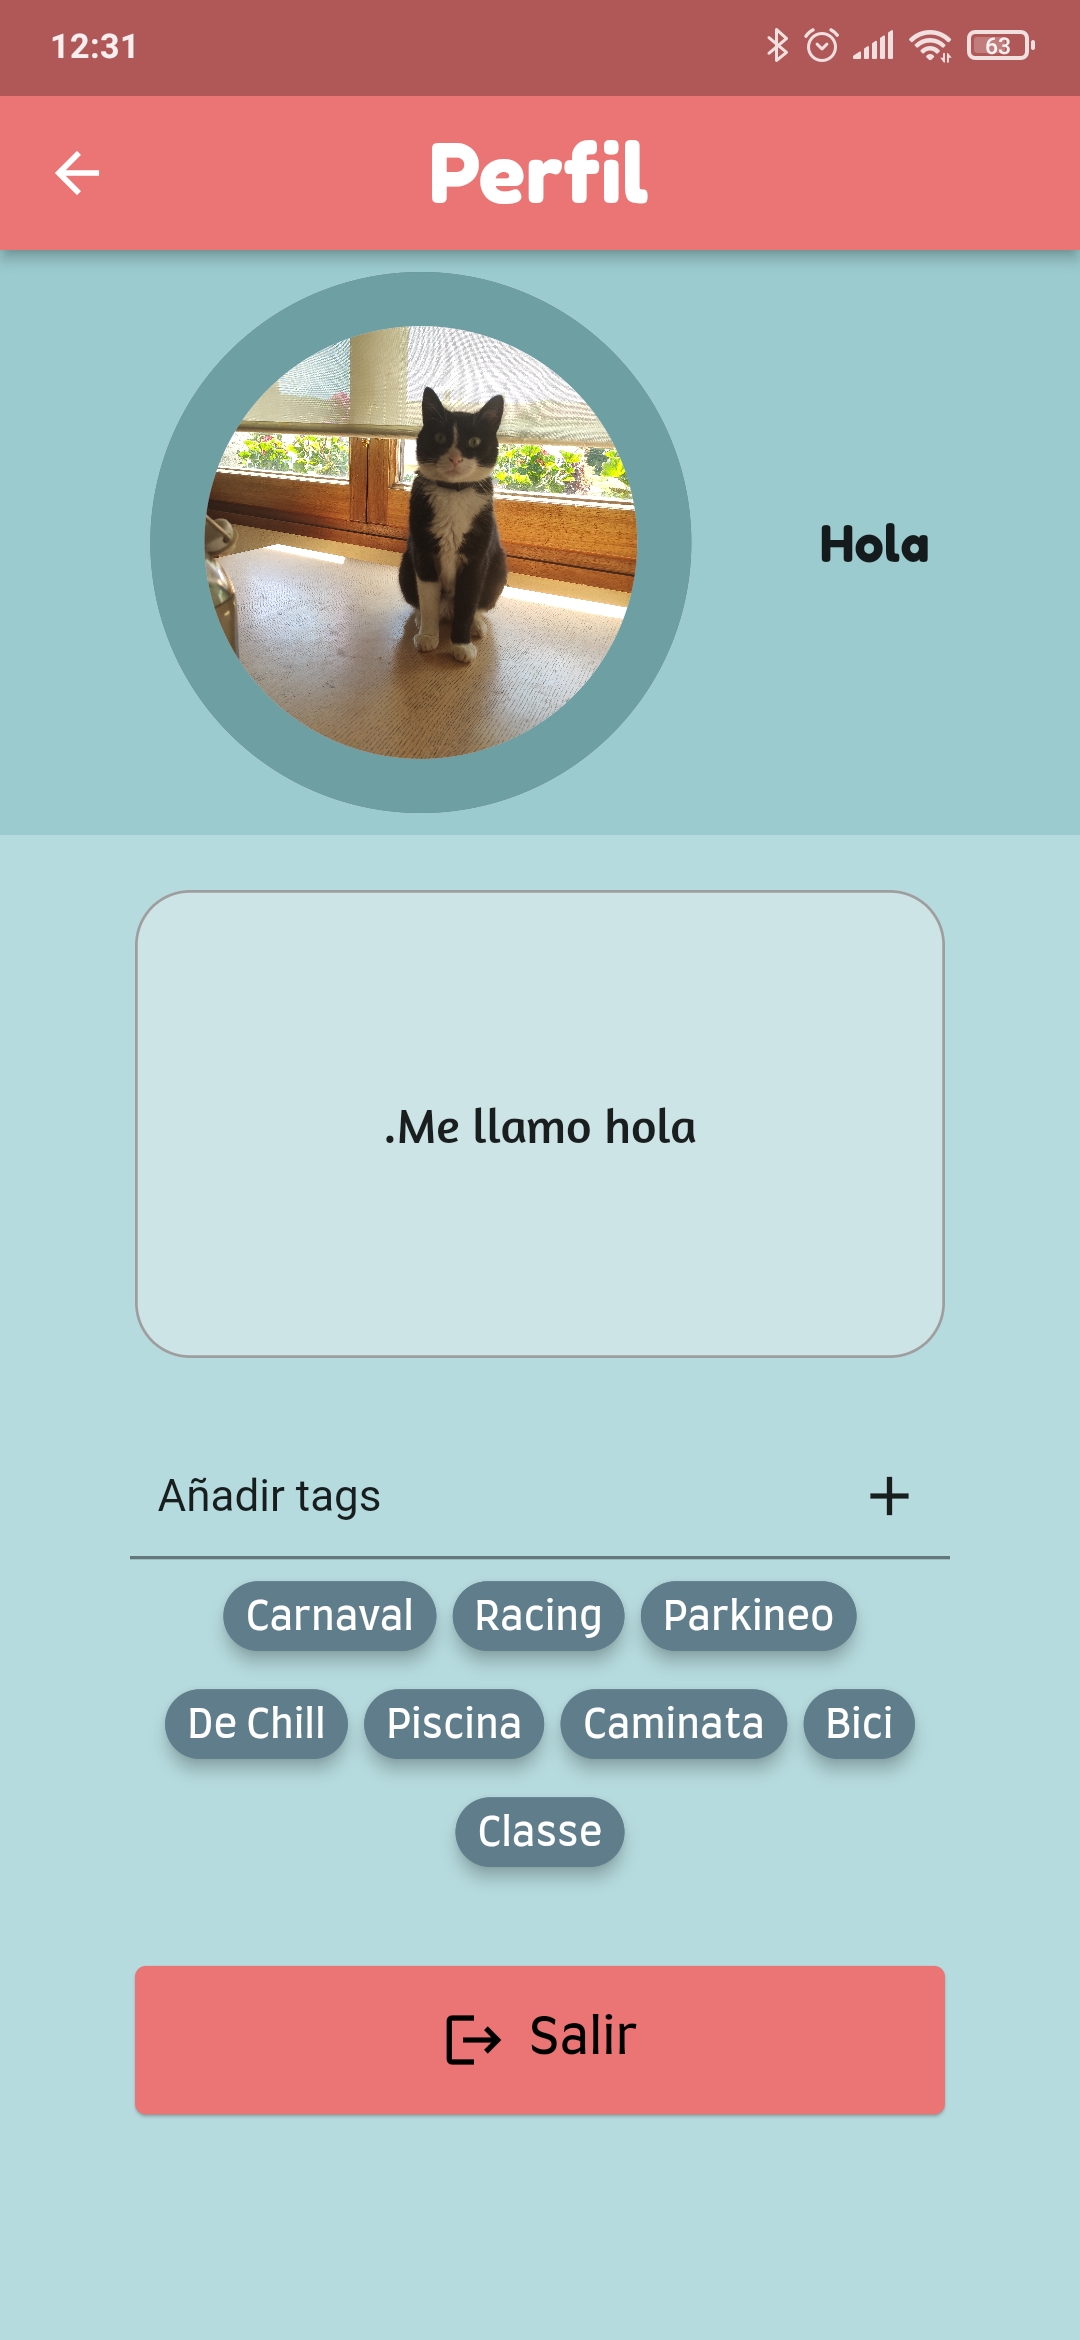 12:31
63
Perfil
Hola
.Me llamo hola
Añadir tags
Carnaval Racing Parkineo
De Chill Piscina Caminata Bici
Classe
Salir